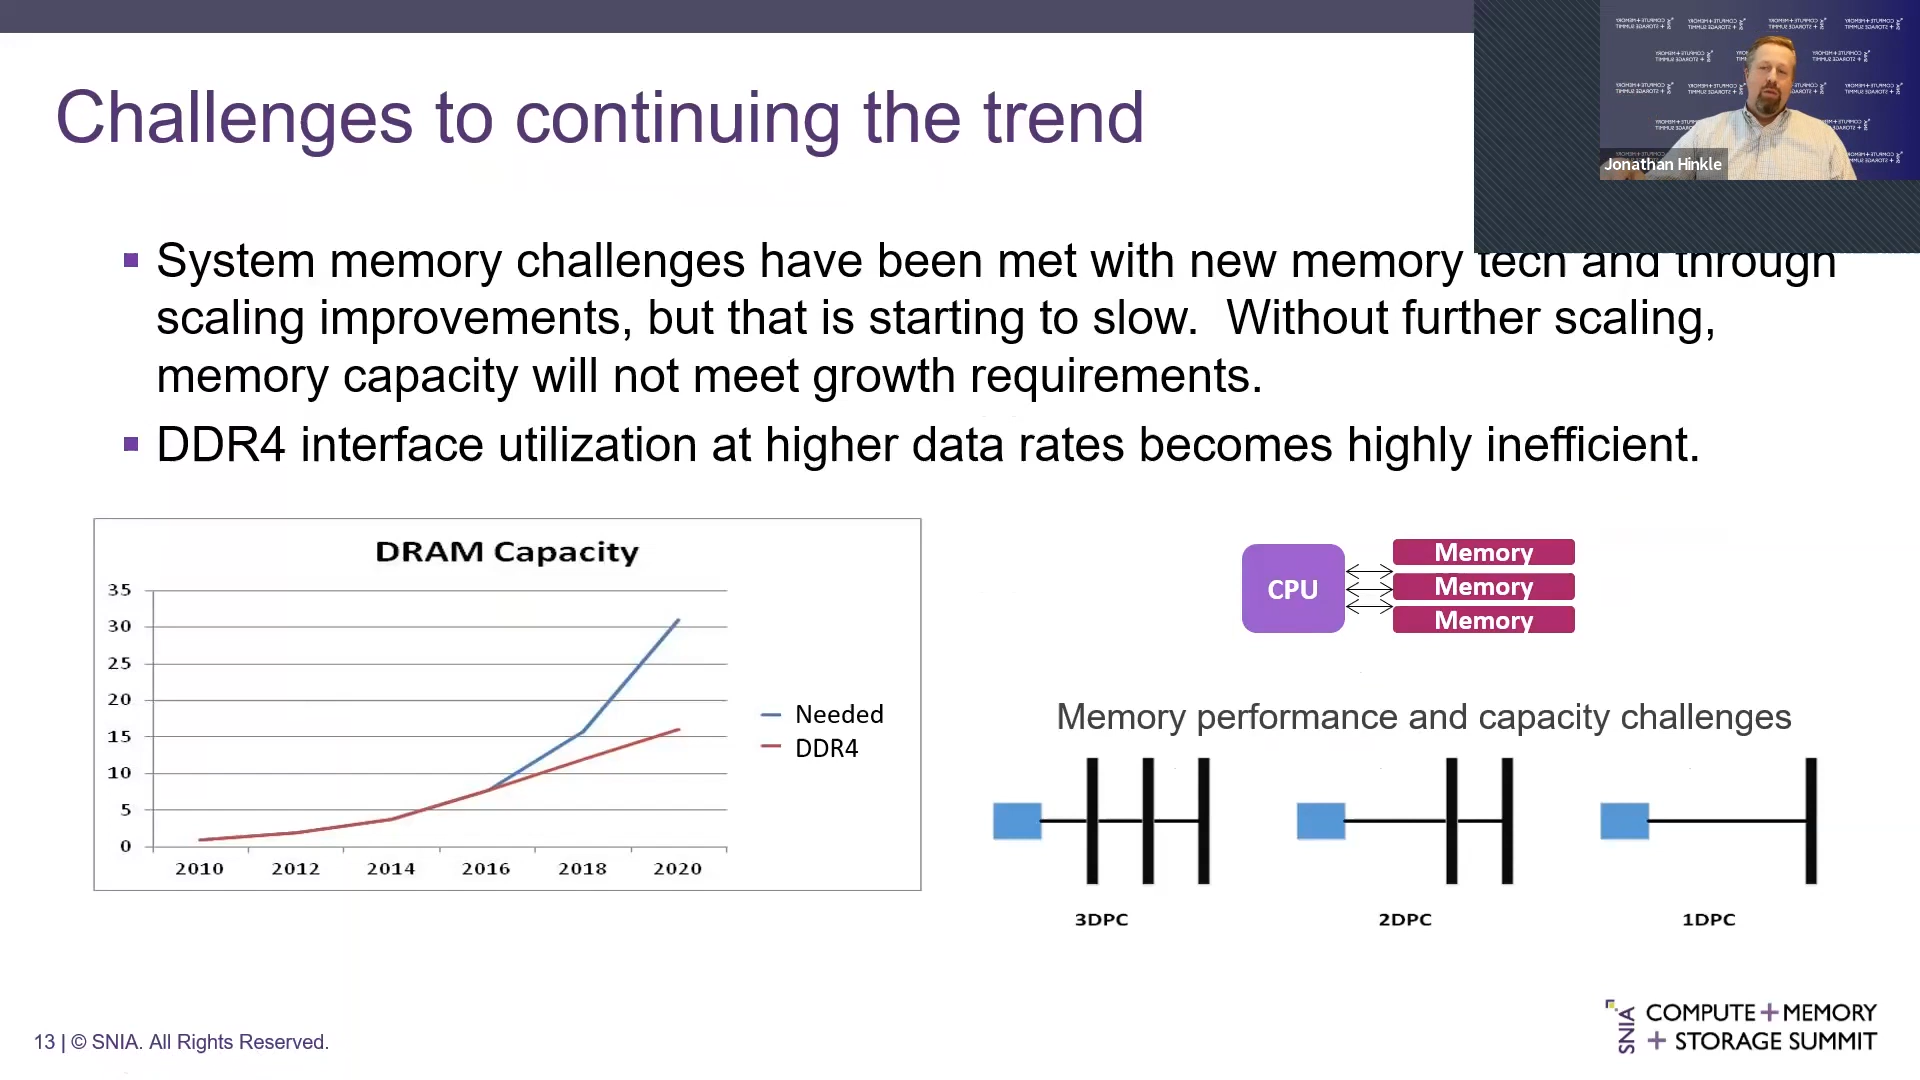 Challenges to continuing the trend
Jonathan Hinkle
▪ System memory challenges have been met with new memory tech and through
scaling improvements, but that is starting to slow.  Without further scaling,
memory capacity will not meet growth requirements.
▪ DDR4 interface utilization at higher data rates becomes highly inefficient.
DRAM Capacity
35
30
25
20
15
10
5
0
2010 2012 2014 2016 2018 2020
Needed
DDR4
CPU
Memory
Memory
Memory
Memory performance and capacity challenges
3DPC 2DPC 1DPC
13 | © SNIA. All Rights Reserved.
SNIA
COMPUTE+MEMORY
+ STORAGE SUMMIT